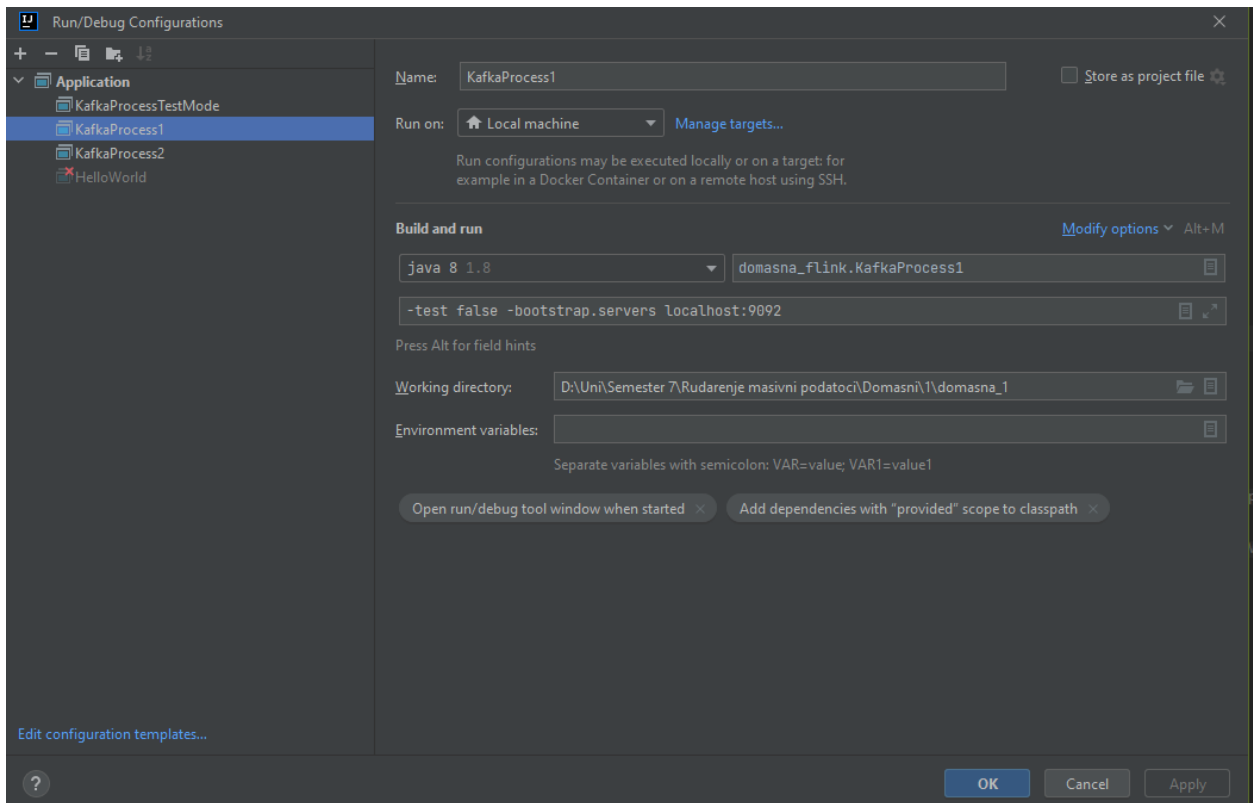 Run/Debug Configurations
Application
KafkaProcessTestMode
KafkaProcess1
KafkaProcess2
HelloWorld
Edit configuration templates...
Name: KafkaProcess1 Store as project file
Run on: Local machine Manage targets...
Run configurations may be executed locally or on a target: for
example in a Docker Container or on a remote host using SSH.
Build and run Modify options Alt+M
java 8 1.8 domasna_flink.KafkaProcess1
-test false -bootstrap.servers localhost:9092
Press Alt for field hints
Working directory: D:\Uni\Semester 7\Rudarenje masivni podatoci\Domasni\1\domasna_1
Environment variables:
Separate variables with semicolon: VAR=value; VAR1=value1
Open run/debug tool window when started × Add dependencies with “provided” scope to classpath ×
? OK Cancel Apply